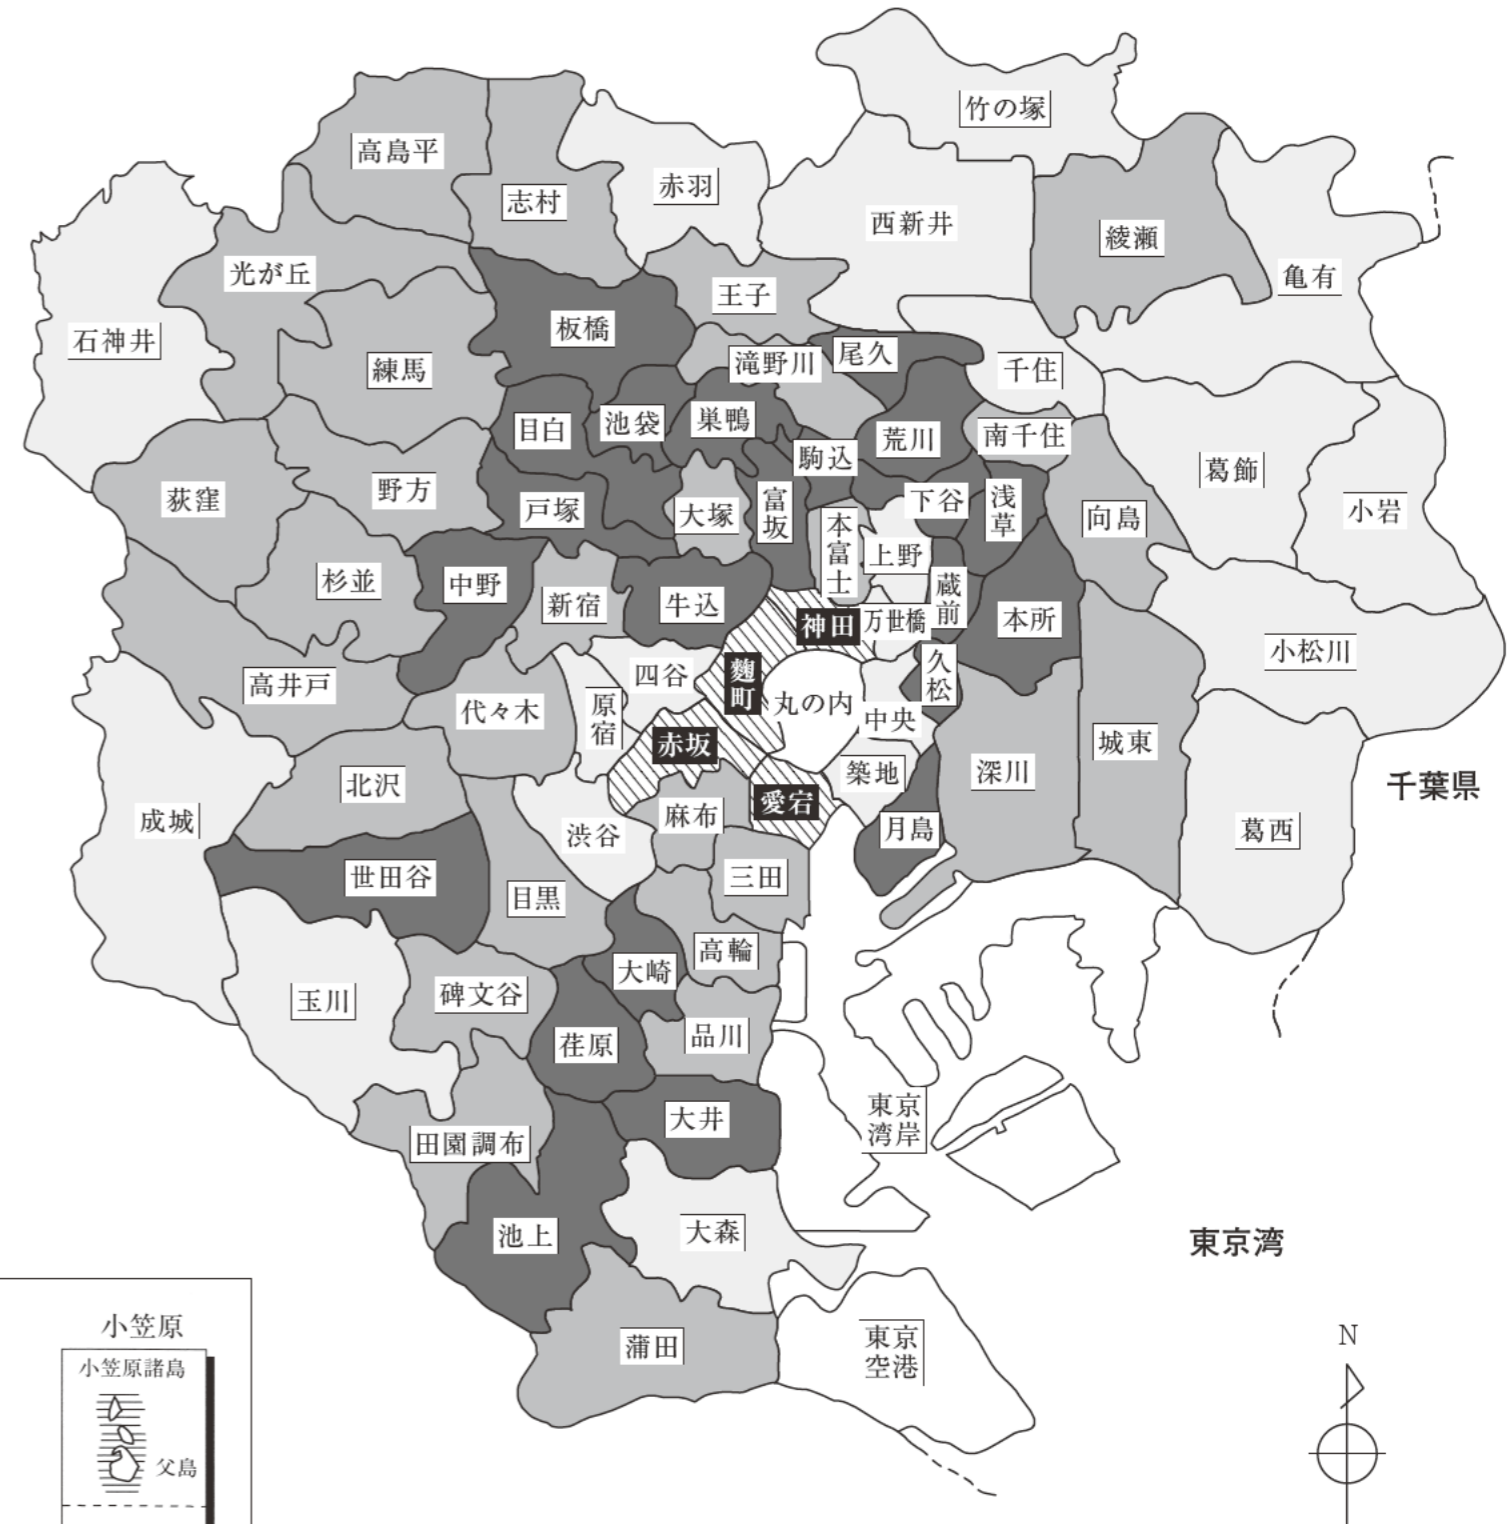 竹の塚
高島平
志村
赤羽
西新井
綾瀬
亀有
光が丘
王子
石神井
板橋
練馬
滝野川
尾久
千住
目白
池袋
巣鴨
荒川
南千住
駒込
葛飾
荻窪
野方
戸塚
大塚
富坂
本富士
下谷
浅草
向島
小岩
上野
杉並
中野
新宿
牛込
蔵前
神田
万世橋
本所
小松川
高井戸
代々木
原宿
四谷
麴町
丸の内
久松
中央
赤坂
城東
北沢
築地
深川
千葉県
成城
愛宕
麻布
渋谷
月島
葛西
世田谷
三田
目黒
高輪
大崎
玉川
碑文谷
荏原
品川
東京湾岸
大井
田園調布
池上
大森
東京湾
蒲田
東京空港
小笠原
小笠原諸島
父島
N